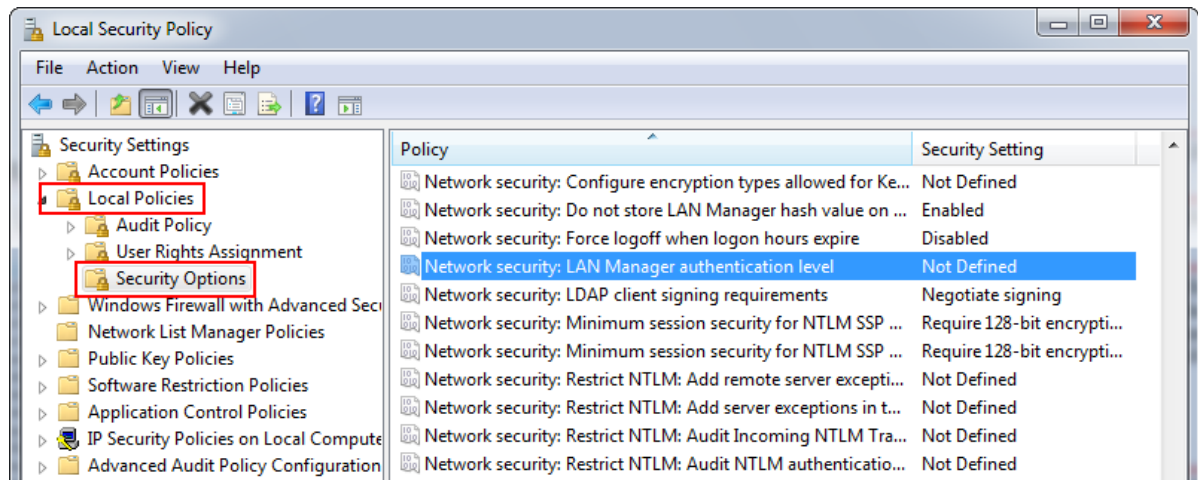 Local Security Policy
File Action View Help
Security Settings
Account Policies
Local Policies
Audit Policy
User Rights Assignment
Security Options
Windows Firewall with Advanced Secu
Network List Manager Policies
Public Key Policies
Software Restriction Policies
Application Control Policies
IP Security Policies on Local Compute
Advanced Audit Policy Configuration
Policy Security Setting
Network security: Configure encryption types allowed for Ke... Not Defined
Network security: Do not store LAN Manager hash value on ... Enabled
Network security: Force logoff when logon hours expire Disabled
Network security: LAN Manager authentication level Not Defined
Network security: LDAP client signing requirements Negotiate signing
Network security: Minimum session security for NTLM SSP ... Require 128-bit encrypti...
Network security: Minimum session security for NTLM SSP ... Require 128-bit encrypti...
Network security: Restrict NTLM: Add remote server excepti... Not Defined
Network security: Restrict NTLM: Add server exceptions in t... Not Defined
Network security: Restrict NTLM: Audit Incoming NTLM Tra... Not Defined
Network security: Restrict NTLM: Audit NTLM authenticatio... Not Defined